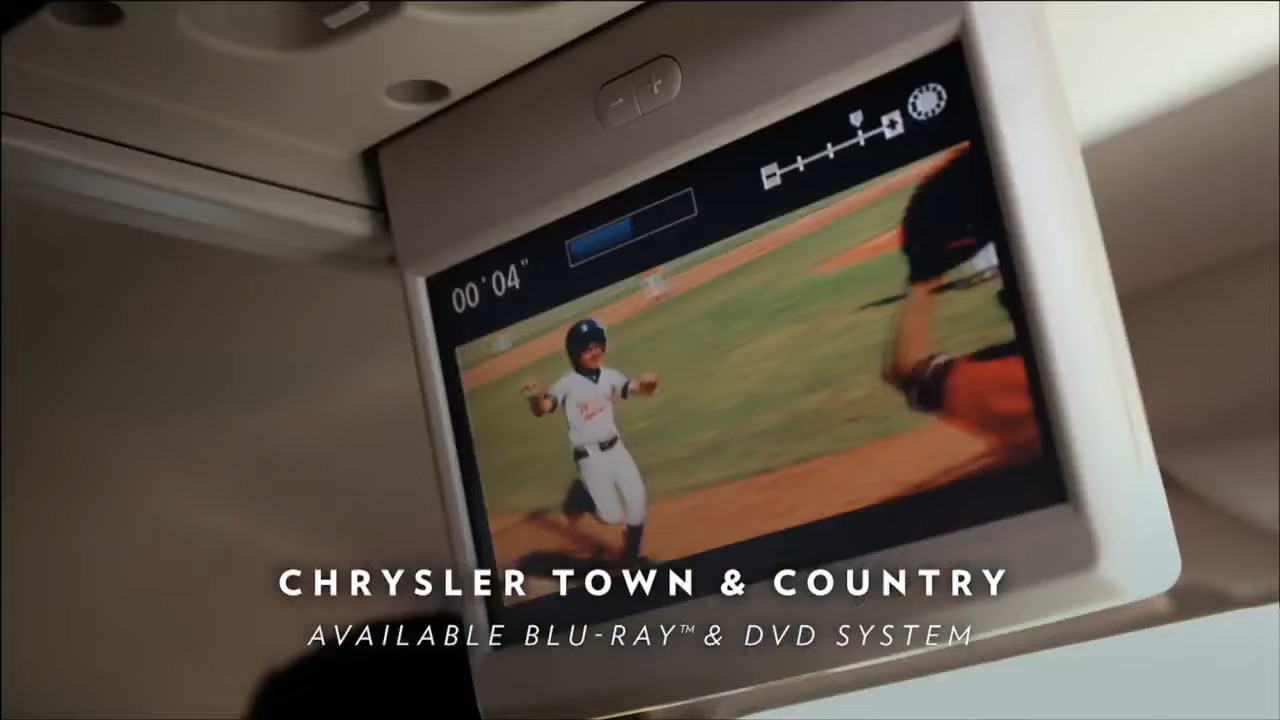 00'04"
CHRYSLER TOWN & COUNTRY
AVAILABLE BLU-RAY™ & DVD SYSTEM